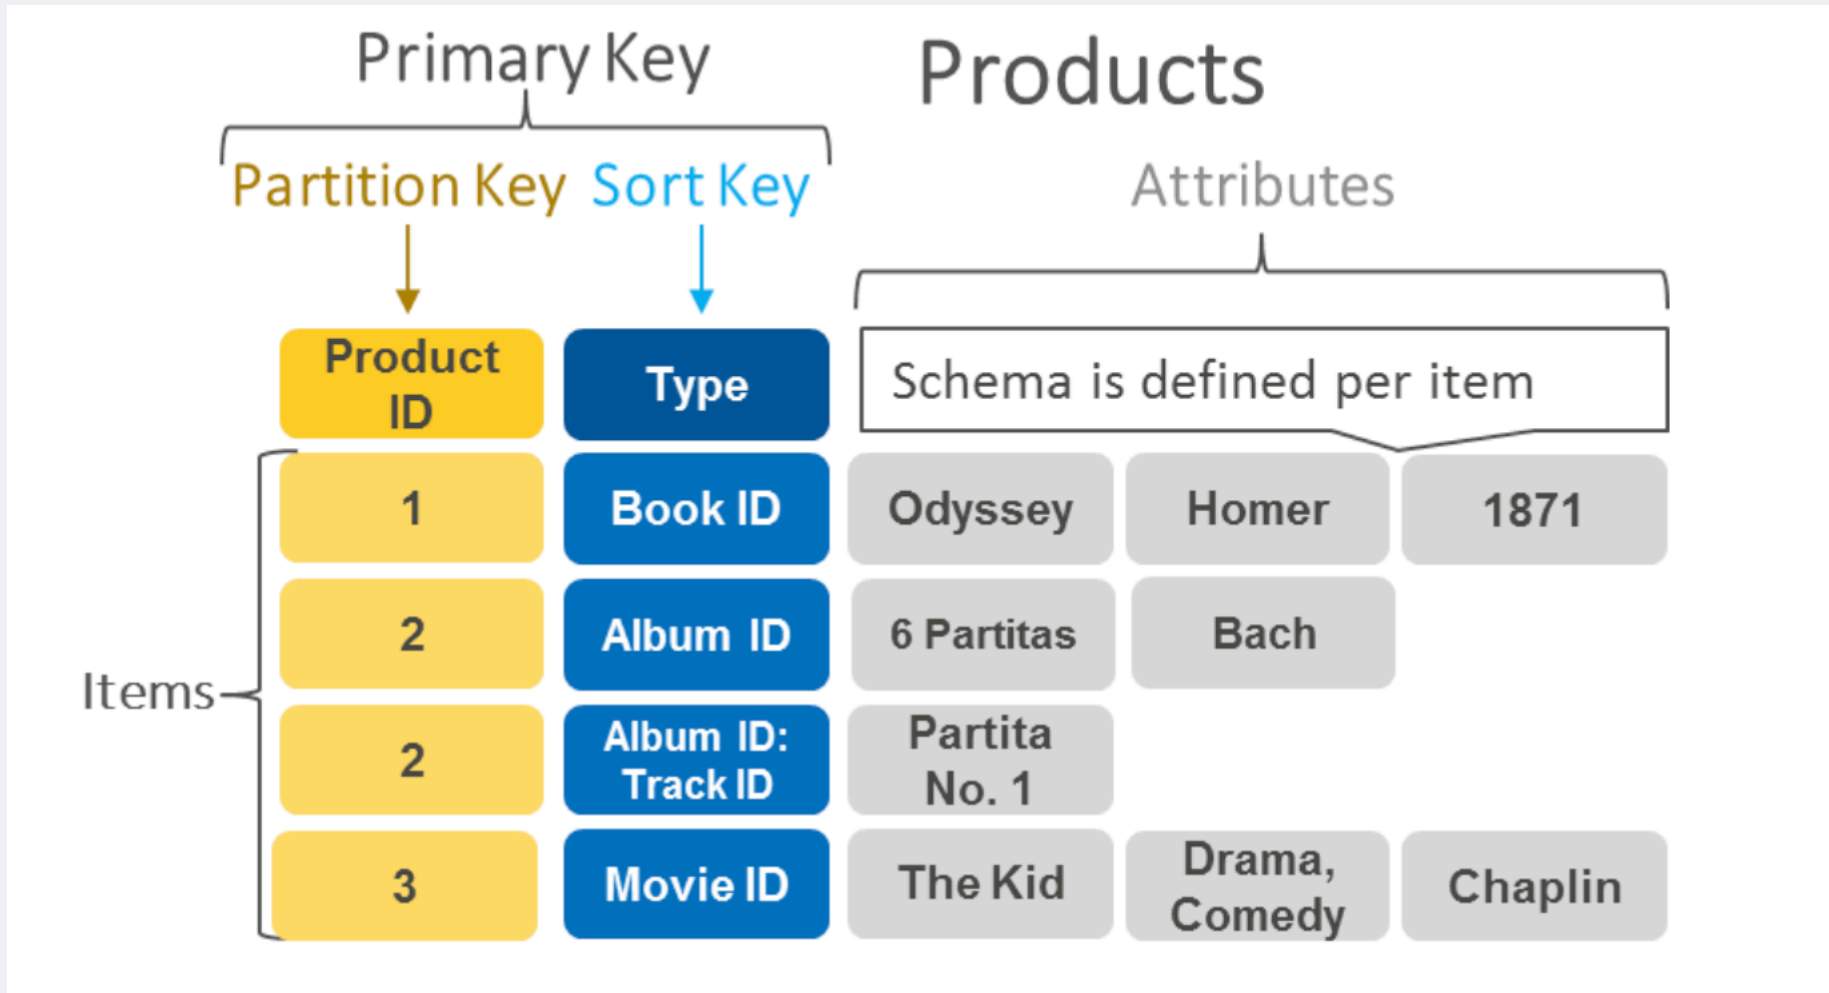 Primary Key
Products
Partition Key Sort Key
Attributes
Product
ID
Type
Schema is defined per item
Items
1
Book ID
Odyssey
Homer
1871
2
Album ID
6 Partitas
Bach
2
Album ID:
Track ID
Partita
No. 1
3
Movie ID
The Kid
Drama,
Comedy
Chaplin